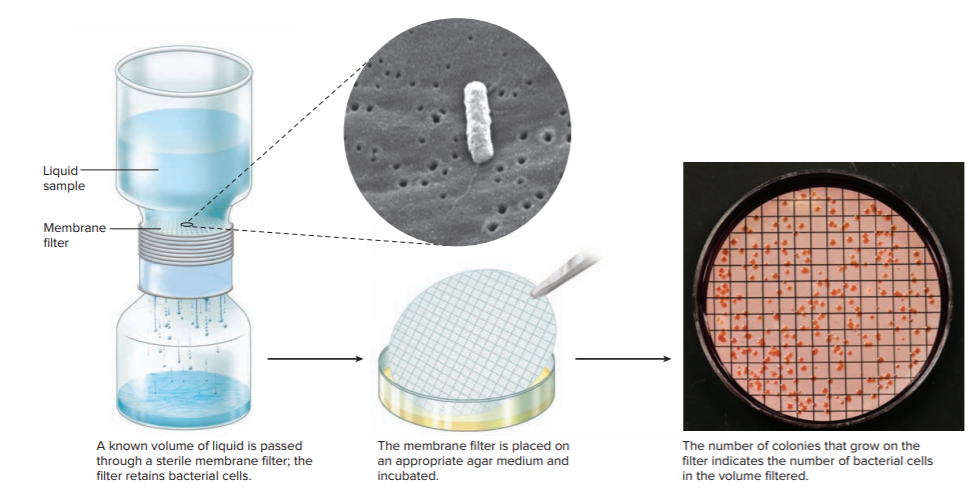 Liquid
sample
Membrane
filter
A known volume of liquid is passed
through a sterile membrane filter; the
filter retains bacterial cells.
The membrane filter is placed on
an appropriate agar medium and
incubated.
The number of colonies that grow on the
filter indicates the number of bacterial cells
in the volume filtered.